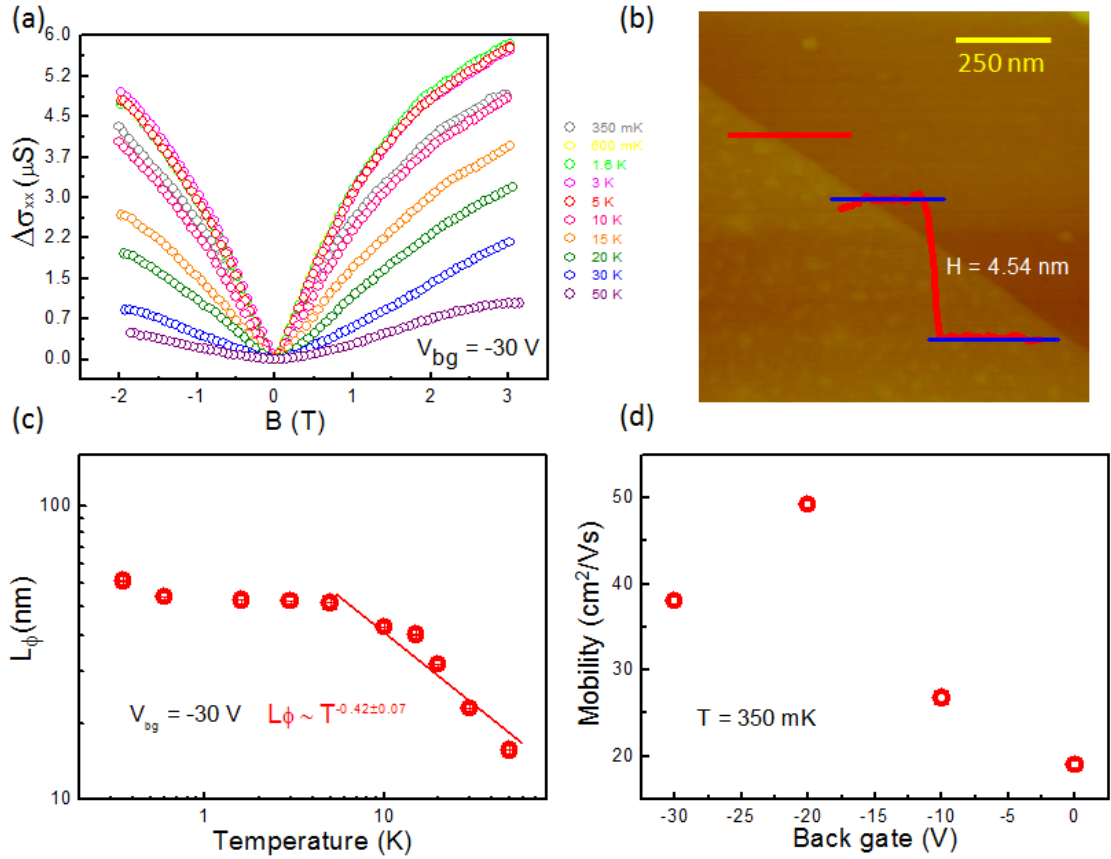 (a)
6.0
5.2
4.5
3.7
3.0
2.2
1.5
0.7
0.0
Δσxx (μS)
-2 -1 0 1 2 3
B (T)
Vbg = -30 V
350 mK
600 mK
1.6 K
3 K
5 K
10 K
15 K
20 K
30 K
50 K
(b)
250 nm
H = 4.54 nm
(c)
100
10
Lϕ(nm)
Vbg = -30 V Lϕ ~ T-0.42±0.07
1 10
Temperature (K)
(d)
50
40
30
20
Mobility (cm²/Vs)
T = 350 mK
-30 -25 -20 -15 -10 -5 0
Back gate (V)